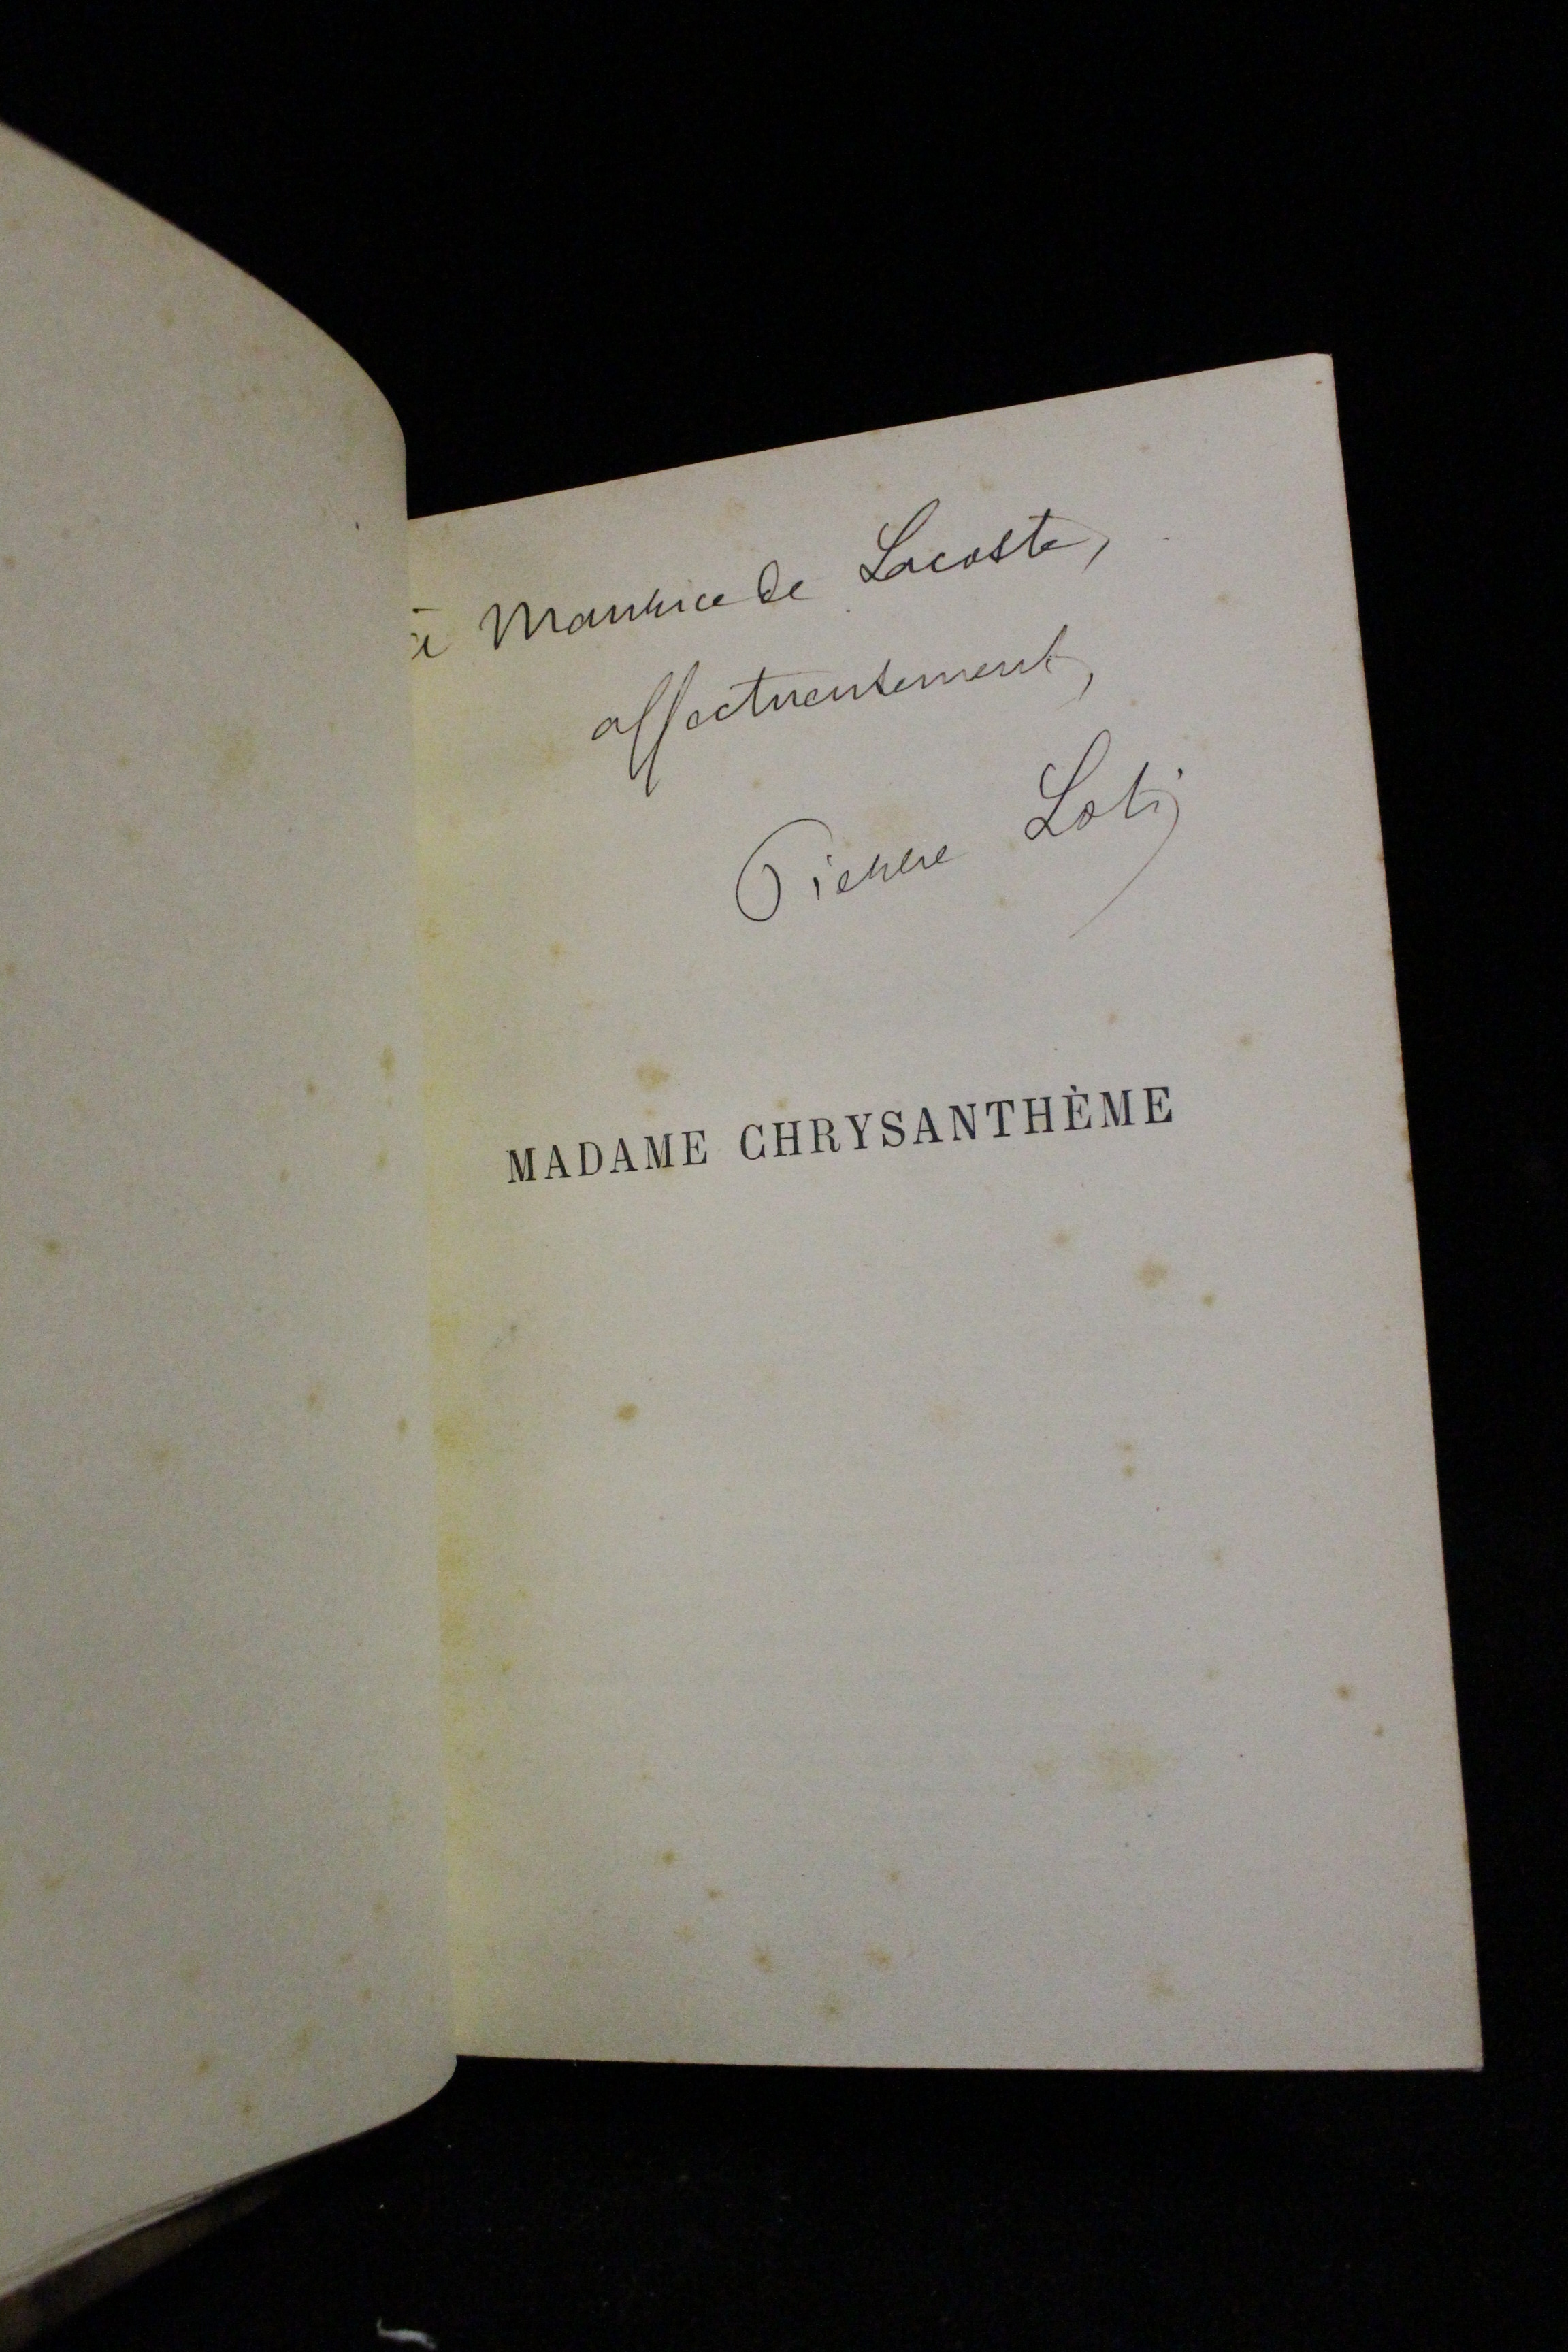 à Maurice de Lacoste,
affectueusement,
Pierre Loti
MADAME CHRYSANTHÈME